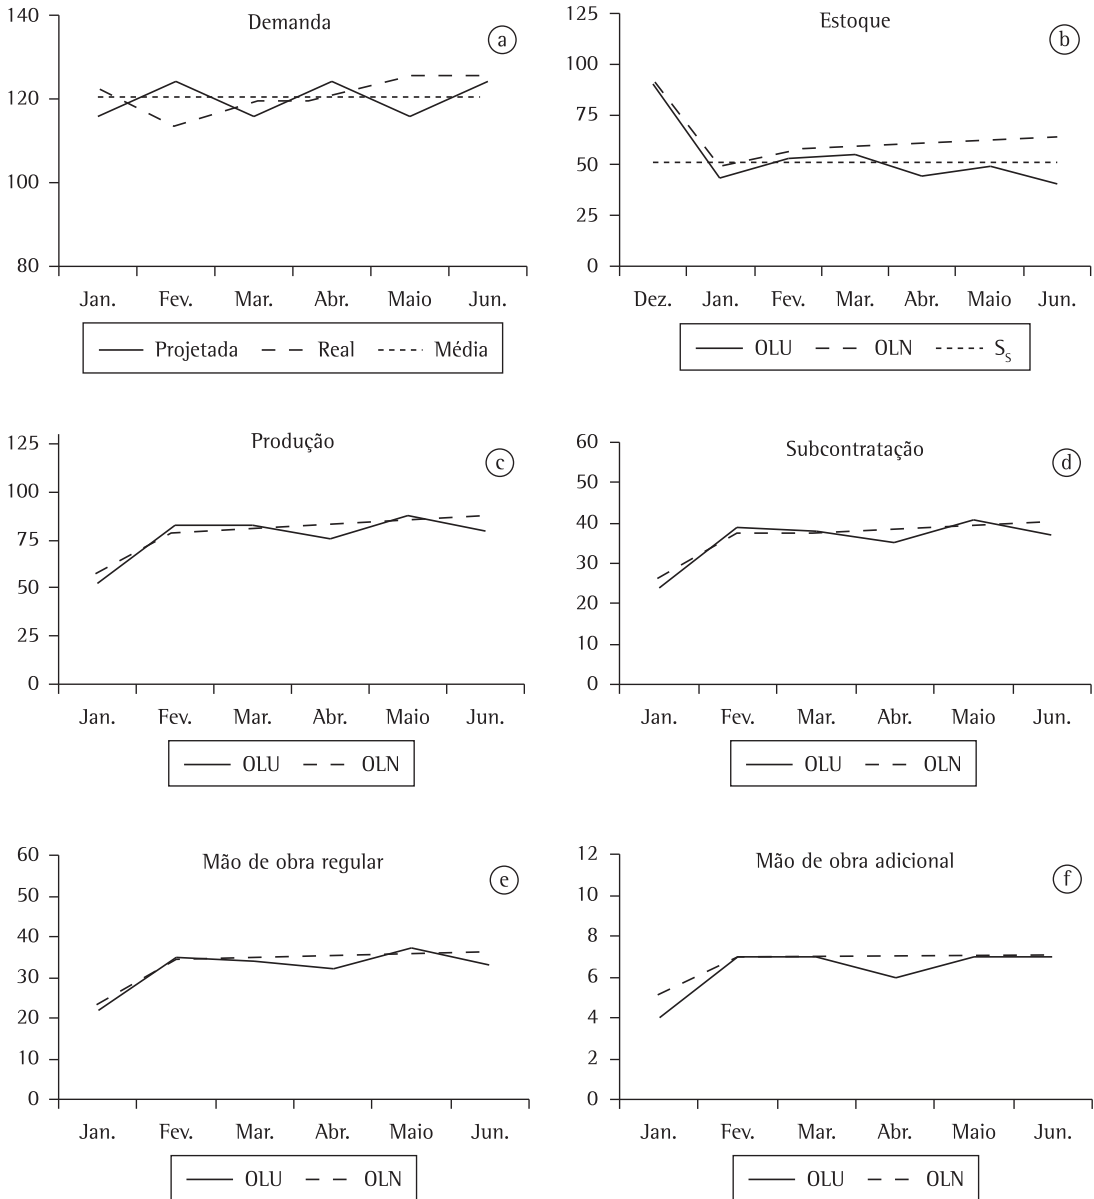 Demanda
a
140
120
100
80
Jan. Fev. Mar. Abr. Maio Jun.
Projetada Real Média
Estoque
b
125
100
75
50
25
0
Dez. Jan. Fev. Mar. Abr. Maio Jun.
OLU OLN S_s
Produção
c
125
100
75
50
25
0
Jan. Fev. Mar. Abr. Maio Jun.
OLU OLN
Subcontratação
d
60
50
40
30
20
10
0
Jan. Fev. Mar. Abr. Maio Jun.
OLU OLN
Mão de obra regular
e
60
50
40
30
20
10
0
Jan. Fev. Mar. Abr. Maio Jun.
OLU OLN
Mão de obra adicional
f
12
10
8
6
4
2
0
Jan. Fev. Mar. Abr. Maio Jun.
OLU OLN